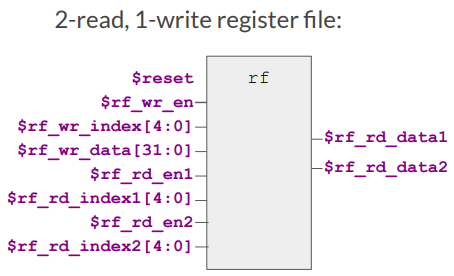 2-read, 1-write register file:
$reset
rf
$rf_wr_en
$rf_wr_index[4:0]
$rf_wr_data[31:0]
$rf_rd_en1
$rf_rd_index1[4:0]
$rf_rd_en2
$rf_rd_index2[4:0]
$rf_rd_data1
$rf_rd_data2